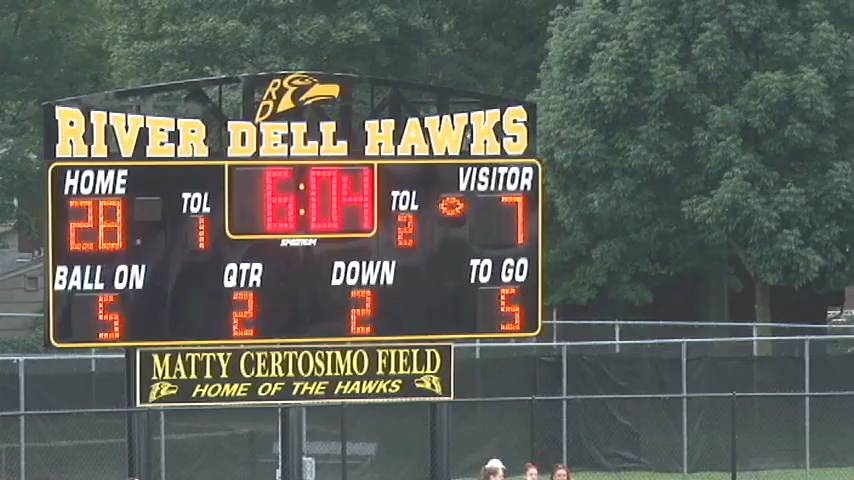 RD
RIVER DELL HAWKS
HOME TOL 6:04 TOL VISITOR
28 1 2 7
SPECTRUM
BALL ON QTR DOWN TO GO
5 2 2 5
MATTY CERTOSIMO FIELD
HOME OF THE HAWKS